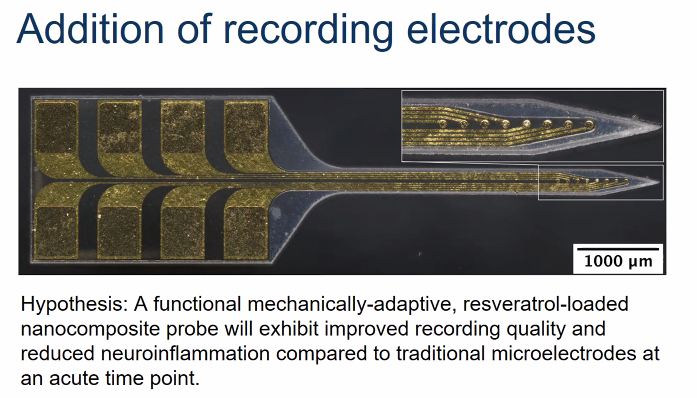 Addition of recording electrodes
1000 µm
Hypothesis: A functional mechanically-adaptive, resveratrol-loaded
nanocomposite probe will exhibit improved recording quality and
reduced neuroinflammation compared to traditional microelectrodes at
an acute time point.